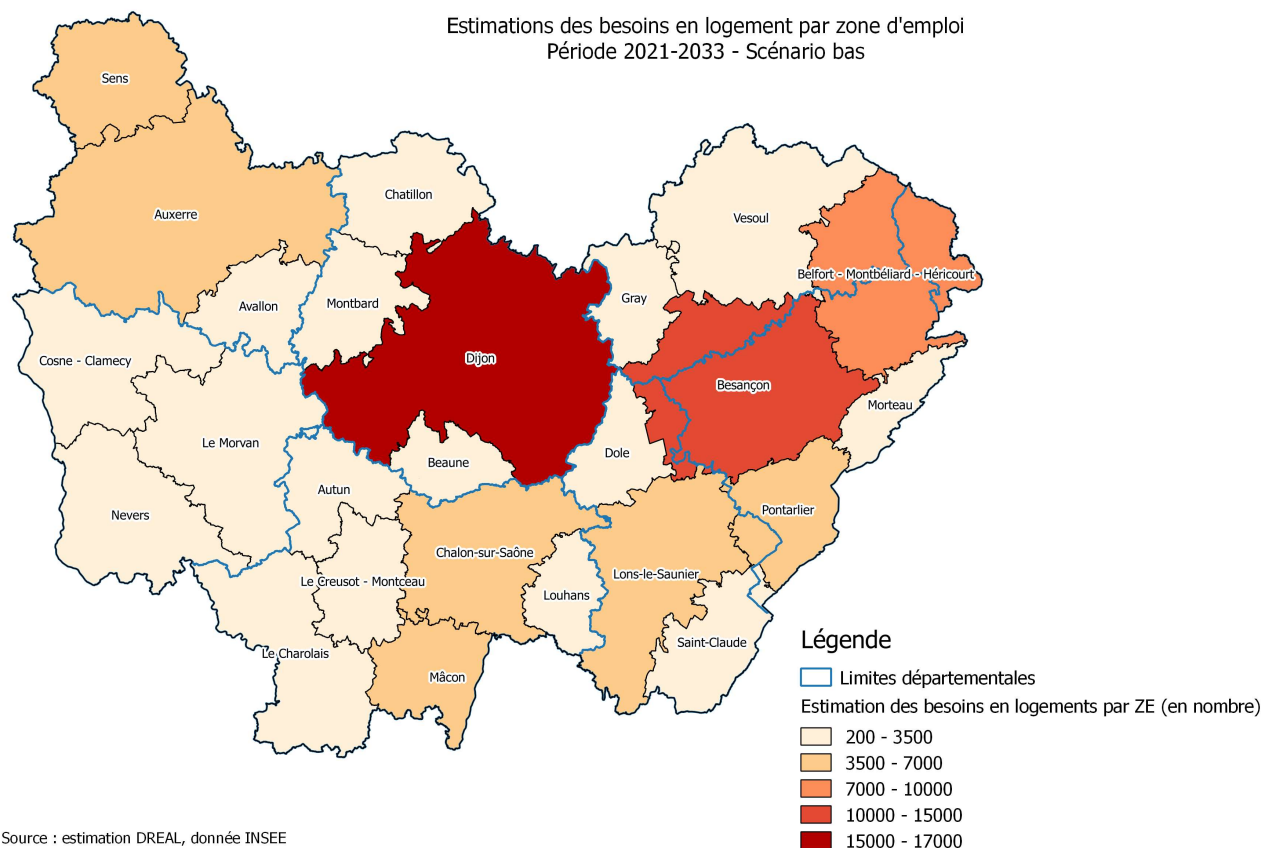 Estimations des besoins en logement par zone d'emploi
Période 2021-2033 - Scénario bas
Sens
Auxerre
Chatillon
Vesoul
Belfort - Montbéliard - Héricourt
Avallon
Montbard
Gray
Cosne - Clamecy
Dijon
Besançon
Morteau
Le Morvan
Beaune
Dole
Autun
Nevers
Pontarlier
Chalon-sur-Saône
Lons-le-Saunier
Le Creusot - Montceau
Louhans
Saint-Claude
Le Charolais
Mâcon
Légende
Limites départementales
Estimation des besoins en logements par ZE (en nombre)
200 - 3500
3500 - 7000
7000 - 10000
10000 - 15000
15000 - 17000
Source : estimation DREAL, donnée INSEE